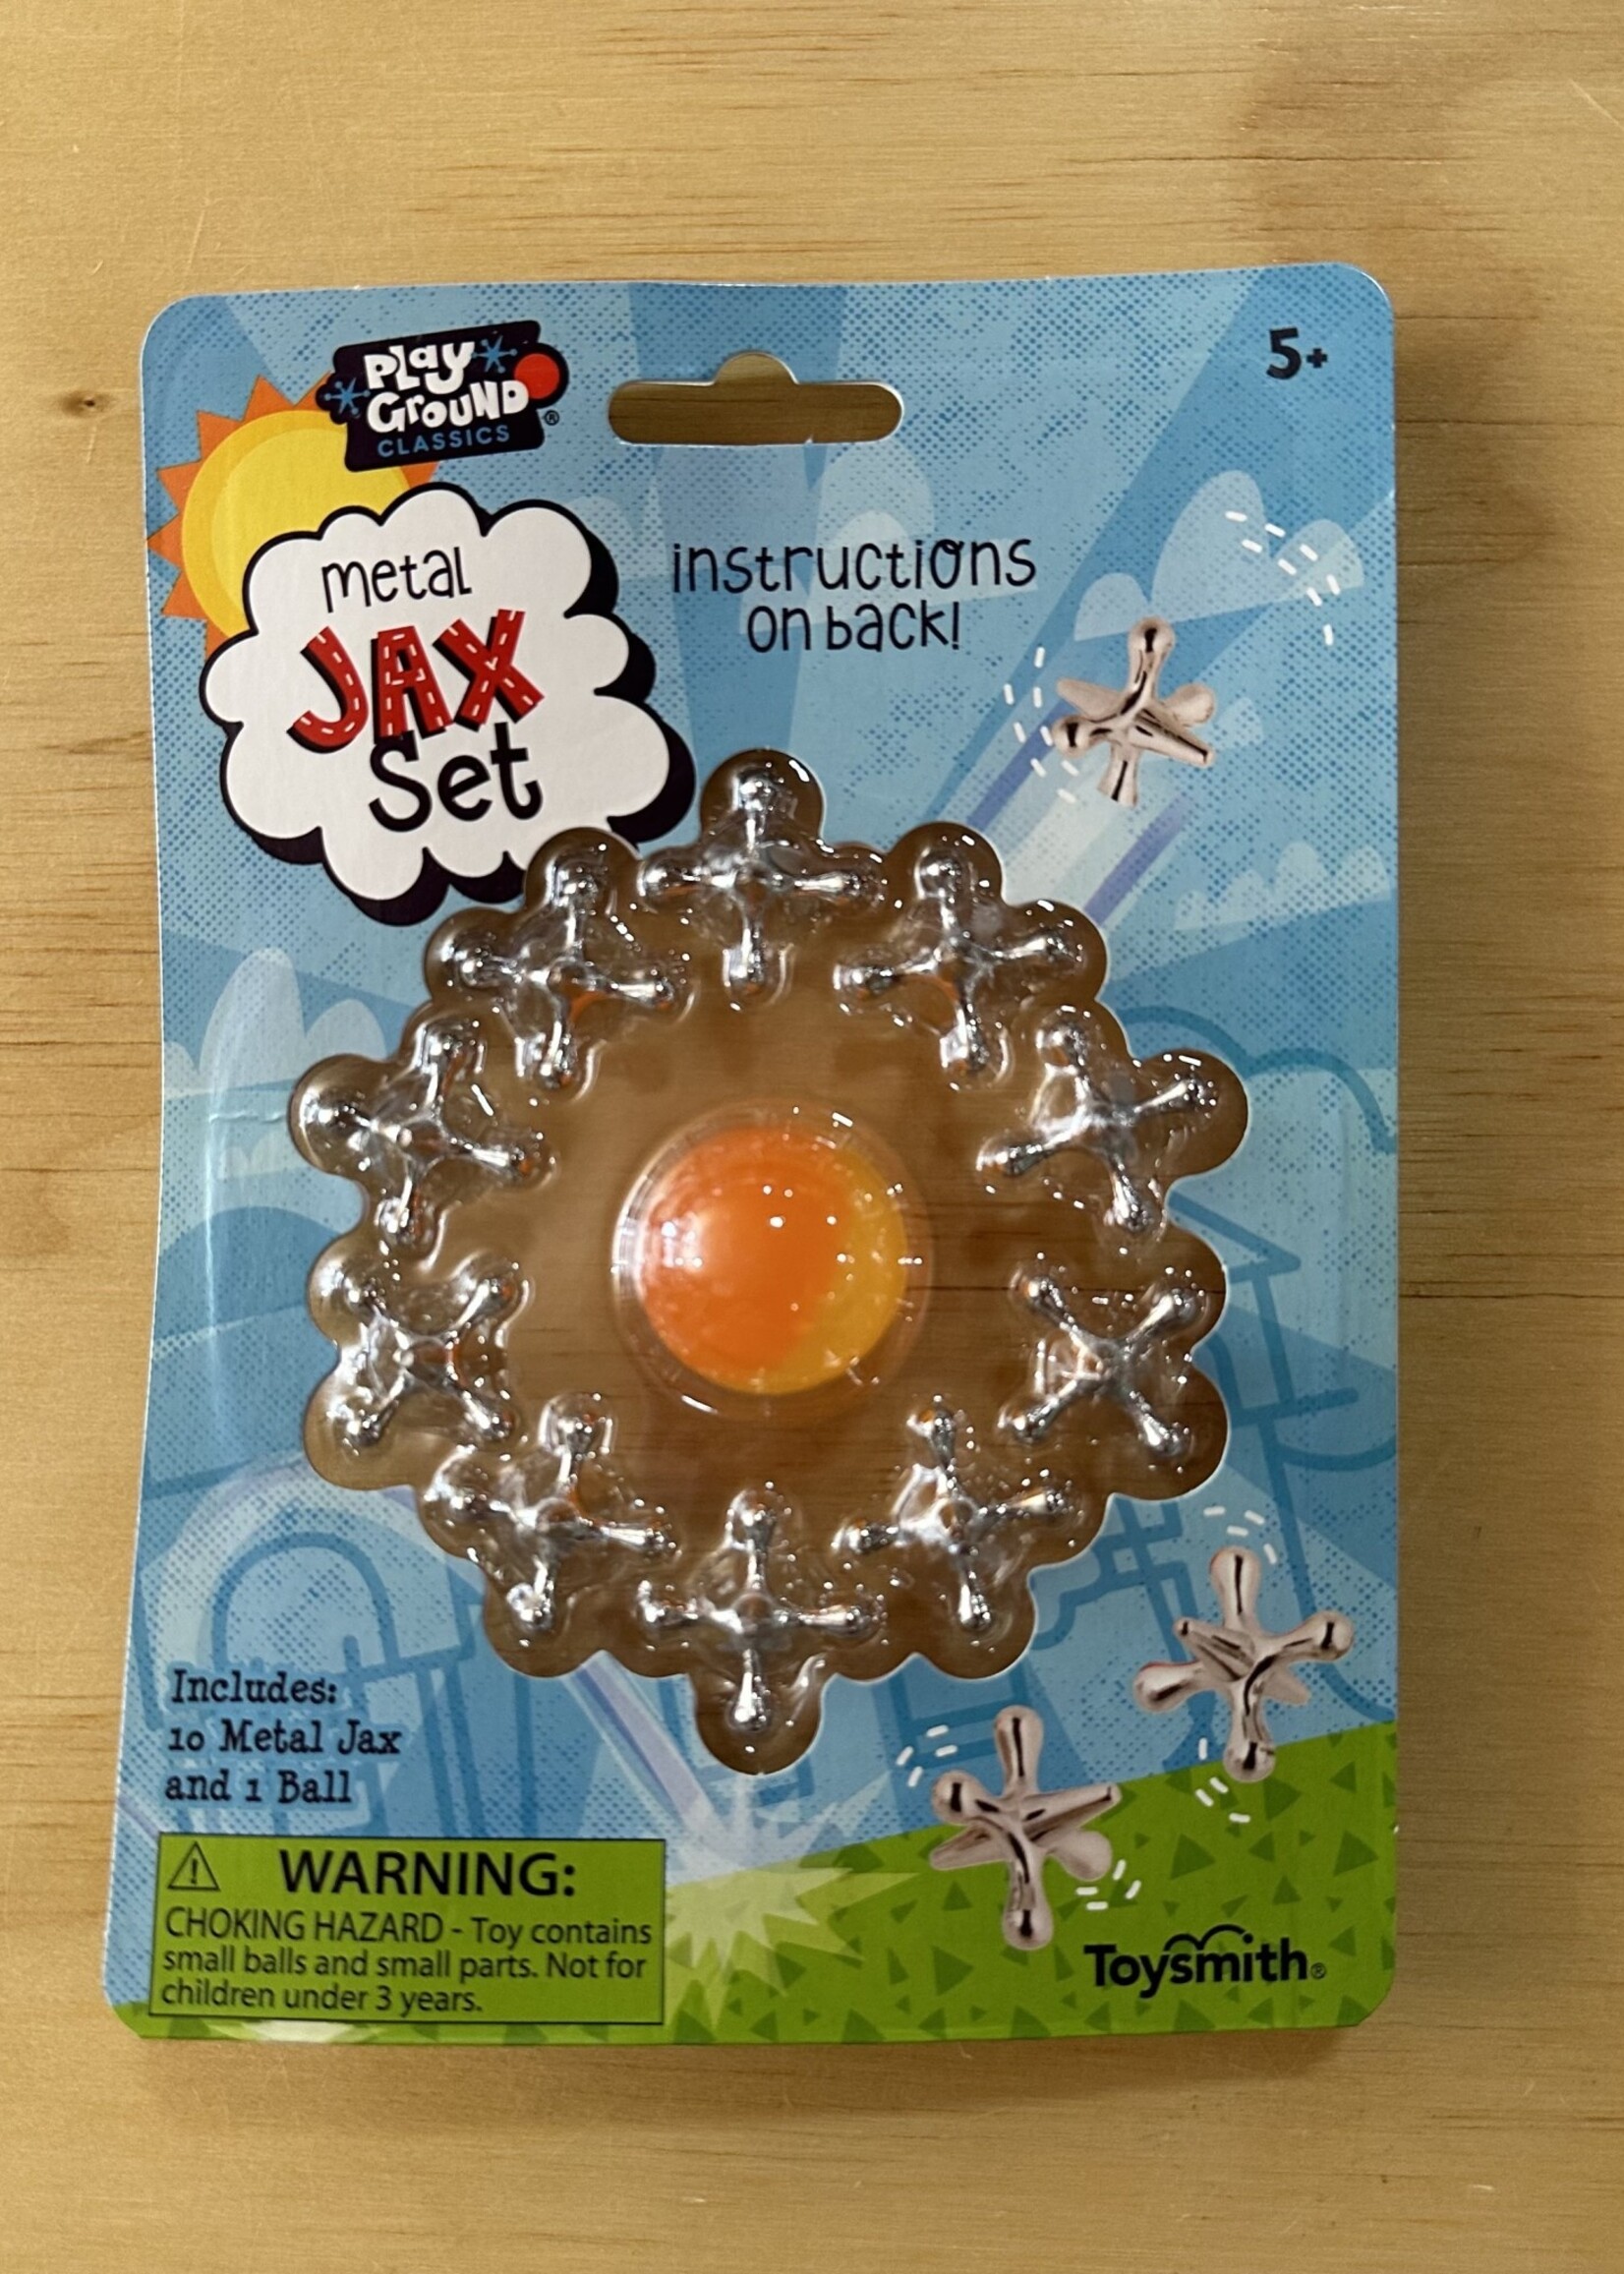 Play
Ground®
CLASSICS
5+
metal
JAX
Set
instructions
on back!
Includes:
10 Metal Jax
and 1 Ball
WARNING:
CHOKING HAZARD - Toy contains
small balls and small parts. Not for
children under 3 years.
Toysmith®